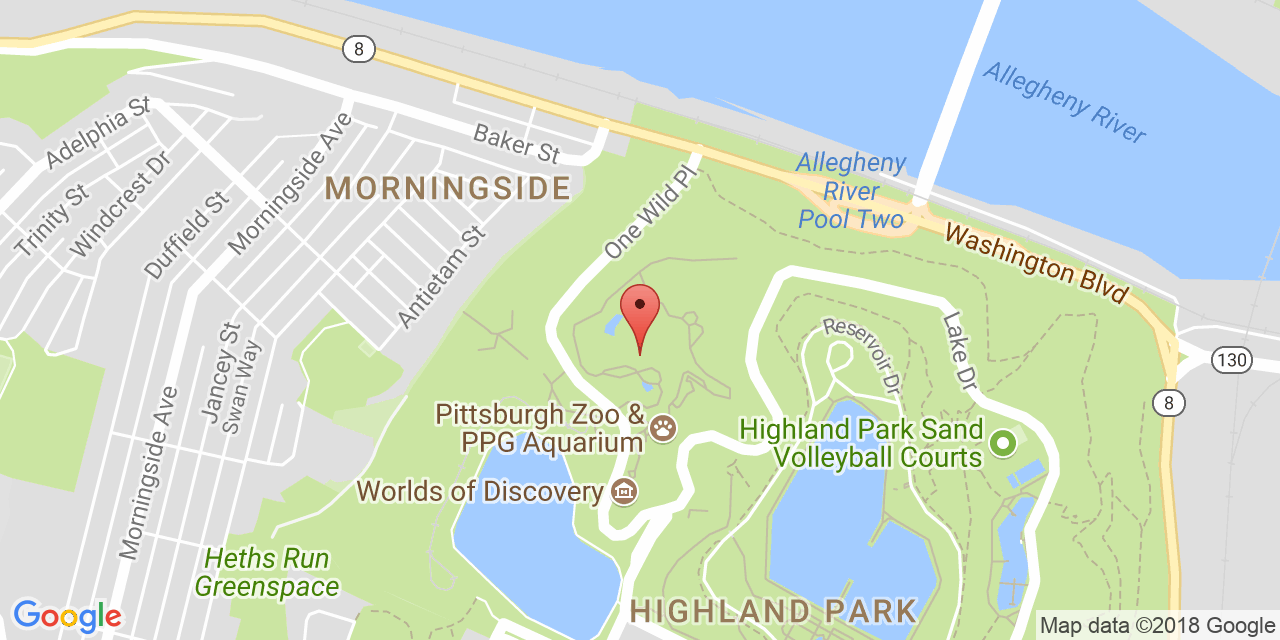 8
Allegheny River
Adelphia St
Baker St
Morningside Ave
Windcrest Dr
Trinity St
Duffield St
MORNINGSIDE
One Wild Pl
Allegheny
River
Pool Two
Washington Blvd
Antietam St
Lake Dr
Reservoir Dr
130
Jancey St
Swan Way
8
Morningside Ave
Pittsburgh Zoo &
PPG Aquarium
Highland Park Sand
Volleyball Courts
Worlds of Discovery
Heths Run
Greenspace
HIGHLAND PARK
Google
Map data ©2018 Google